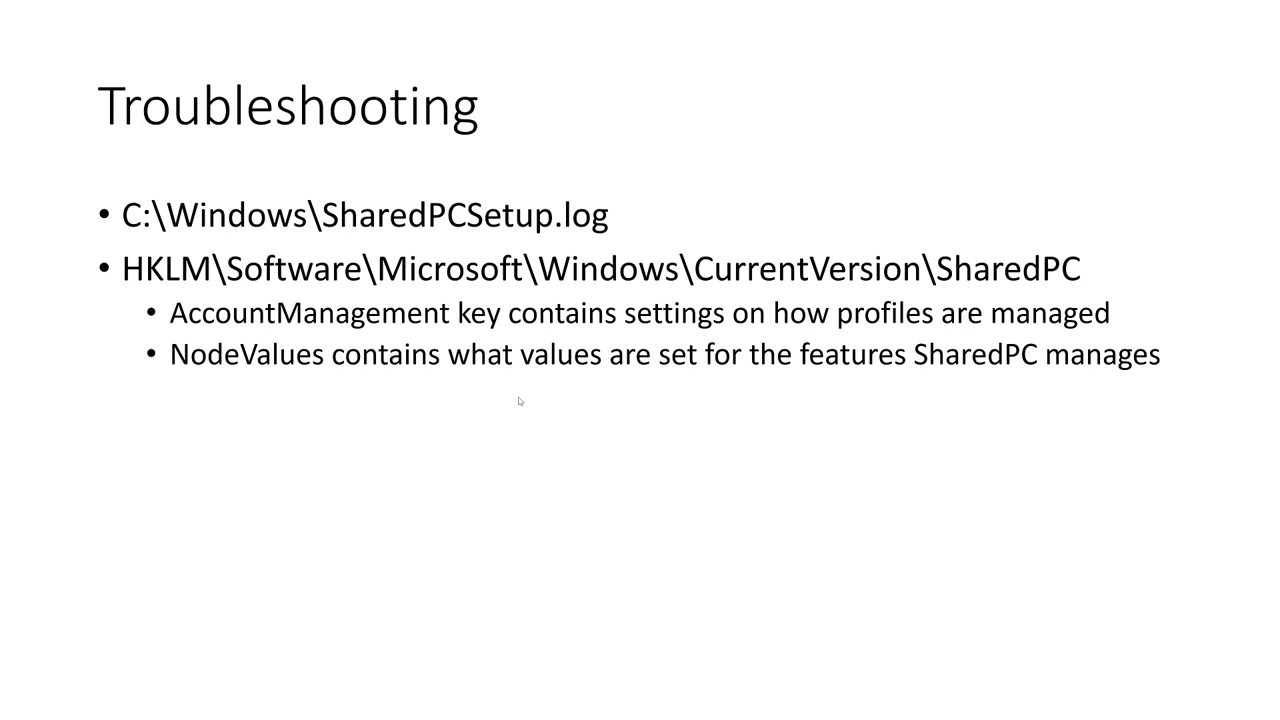 Troubleshooting
• C:\Windows\SharedPCSetup.log
• HKLM\Software\Microsoft\Windows\CurrentVersion\SharedPC
• AccountManagement key contains settings on how profiles are managed
• NodeValues contains what values are set for the features SharedPC manages